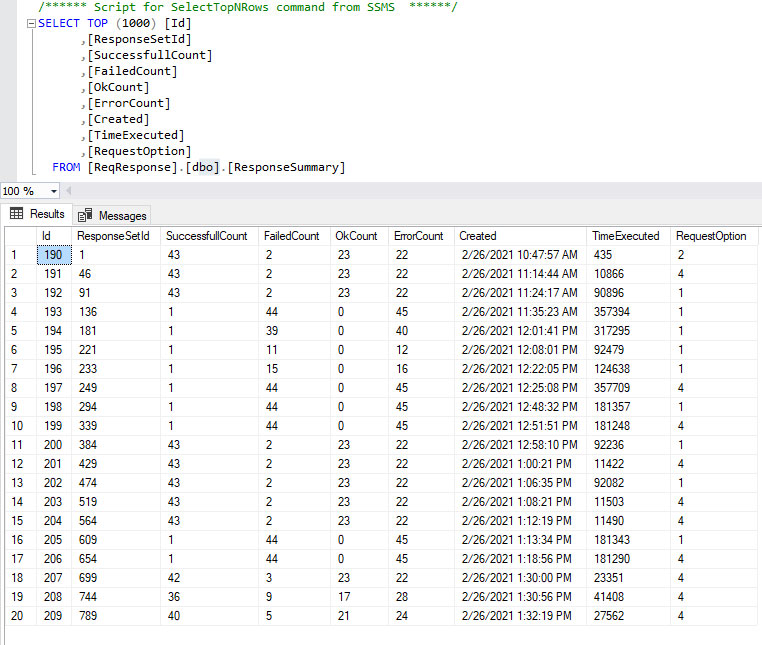 /****** Script for SelectTopNRows command from SSMS  ******/
SELECT TOP (1000) [Id]
,[ResponseSetId]
,[SuccessfullCount]
,[FailedCount]
,[OkCount]
,[ErrorCount]
,[Created]
,[TimeExecuted]
,[RequestOption]
FROM [ReqResponse].[dbo].[ResponseSummary]
100 %
Results Messages
Id ResponseSetId SuccessfullCount FailedCount OkCount ErrorCount Created TimeExecuted RequestOption
1 190 1 43 2 23 22 2/26/2021 10:47:57 AM 435 2
2 191 46 43 2 23 22 2/26/2021 11:14:44 AM 10866 4
3 192 91 43 2 23 22 2/26/2021 11:24:17 AM 90896 1
4 193 136 1 44 0 45 2/26/2021 11:35:23 AM 357394 1
5 194 181 1 39 0 40 2/26/2021 12:01:41 PM 317295 1
6 195 221 1 11 0 12 2/26/2021 12:08:01 PM 92479 1
7 196 233 1 15 0 16 2/26/2021 12:22:05 PM 124638 1
8 197 249 1 44 0 45 2/26/2021 12:25:08 PM 357709 4
9 198 294 1 44 0 45 2/26/2021 12:48:32 PM 181357 1
10 199 339 1 44 0 45 2/26/2021 12:51:51 PM 181248 4
11 200 384 43 2 23 22 2/26/2021 12:58:10 PM 92236 1
12 201 429 43 2 23 22 2/26/2021 1:00:21 PM 11422 4
13 202 474 43 2 23 22 2/26/2021 1:06:35 PM 92082 1
14 203 519 43 2 23 22 2/26/2021 1:08:21 PM 11503 4
15 204 564 43 2 23 22 2/26/2021 1:12:19 PM 11490 4
16 205 609 1 44 0 45 2/26/2021 1:13:34 PM 181343 1
17 206 654 1 44 0 45 2/26/2021 1:18:56 PM 181290 4
18 207 699 42 3 23 22 2/26/2021 1:30:00 PM 23351 4
19 208 744 36 9 17 28 2/26/2021 1:30:56 PM 41408 4
20 209 789 40 5 21 24 2/26/2021 1:32:19 PM 27562 4